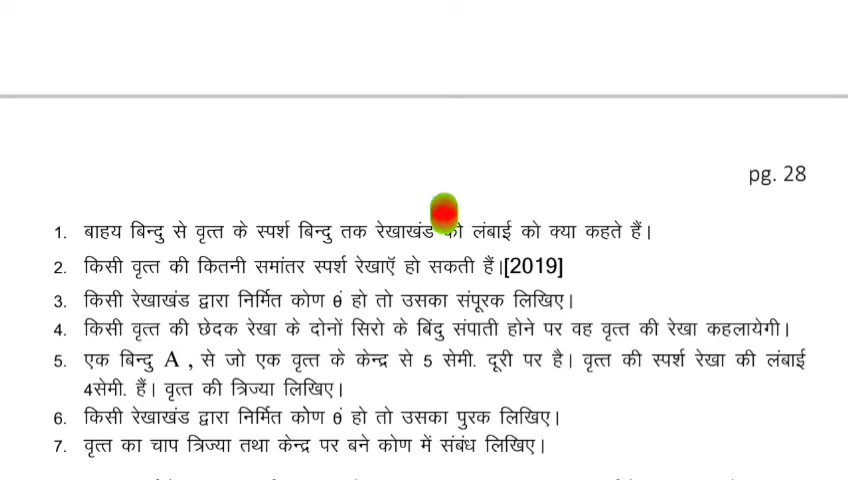 pg. 28
1. बाहय बिन्दु से वृत्त के स्पर्श बिन्दु तक रेखाखंड की लंबाई को क्या कहते हैं।
2. किसी वृत्त की कितनी समांतर स्पर्श रेखाएँ हो सकती हैं।[2019]
3. किसी रेखाखंड द्वारा निर्मित कोण θ हो तो उसका संपूरक लिखिए।
4. किसी वृत्त की छेदक रेखा के दोनों सिरो के बिंदु संपाती होने पर वह वृत्त की रेखा कहलायेगी।
5. एक बिन्दु A , से जो एक वृत्त के केन्द्र से 5 सेमी. दूरी पर है। वृत्त की स्पर्श रेखा की लंबाई
4सेमी. हैं। वृत्त की त्रिज्या लिखिए।
6. किसी रेखाखंड द्वारा निर्मित कोण θ हो तो उसका पुरक लिखिए।
7. वृत्त का चाप त्रिज्या तथा केन्द्र पर बने कोण में संबंध लिखिए।